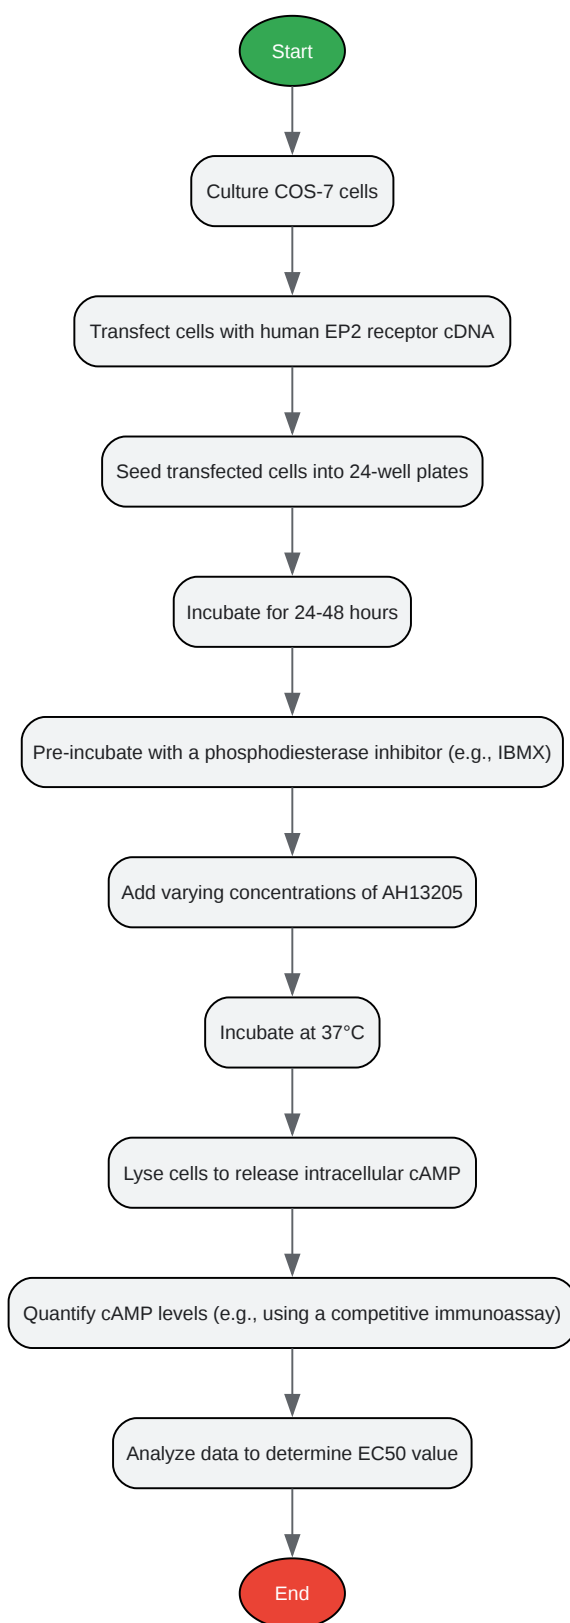 Start
Culture COS-7 cells
Transfect cells with human EP2 receptor cDNA
Seed transfected cells into 24-well plates
Incubate for 24-48 hours
Pre-incubate with a phosphodiesterase inhibitor (e.g., IBMX)
Add varying concentrations of AH13205
Incubate at 37°C
Lyse cells to release intracellular cAMP
Quantify cAMP levels (e.g., using a competitive immunoassay)
Analyze data to determine EC50 value
End